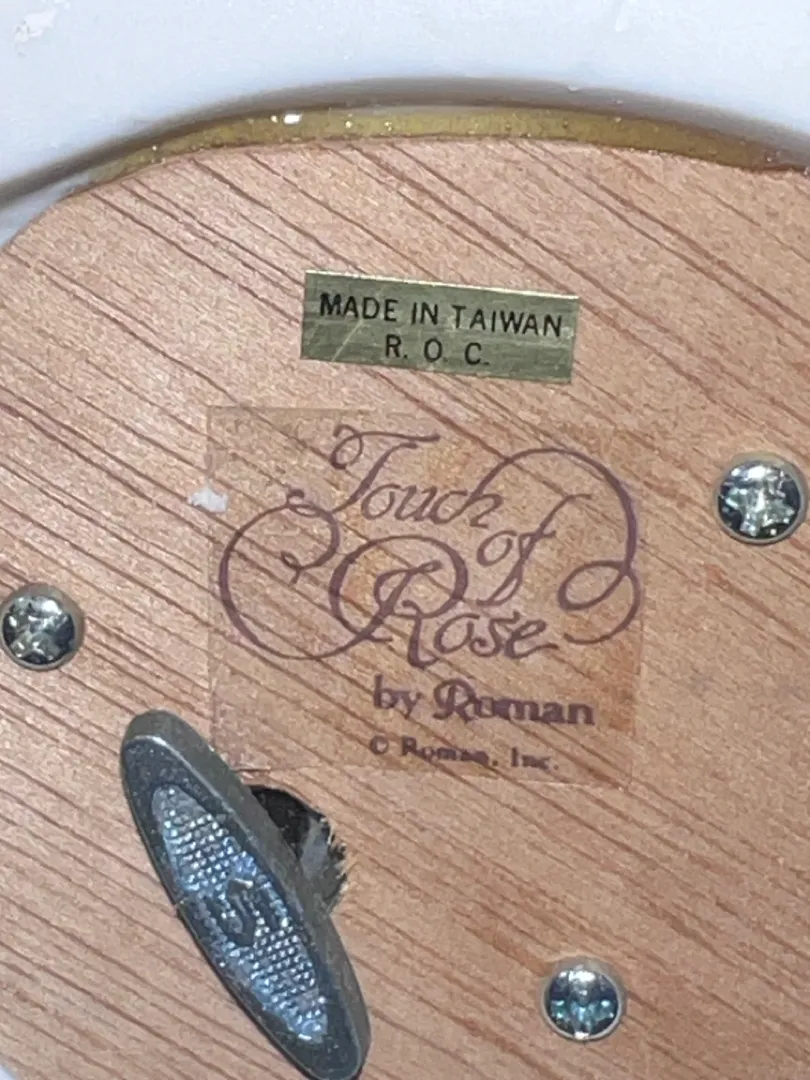 MADE IN TAIWAN
R. O. C.
Touch
of
Rose
by Roman
© Roman, Inc.